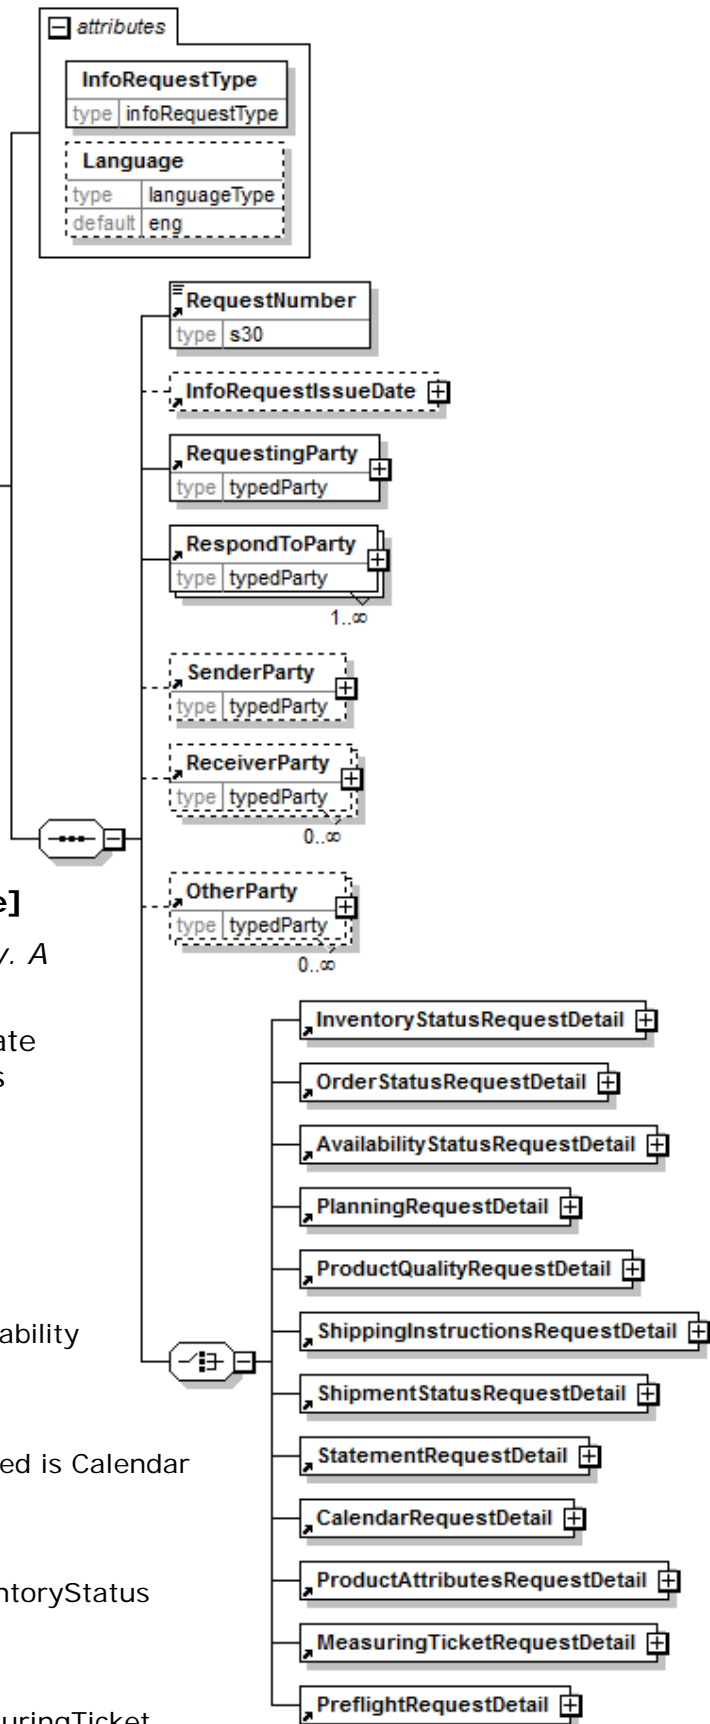 attributes
InfoRequestType
type infoRequestType
Language
type languageType
default eng
RequestNumber
type s30
InfoRequestIssueDate
RequestingParty
type typedParty
RespondToParty
type typedParty
1..∞
SenderParty
type typedParty
ReceiverParty
type typedParty
0..∞
OtherParty
type typedParty
0..∞
e]
y. A
ate
s
ability
ed is Calendar
ntoryStatus
uringTicket
InventoryStatusRequestDetail
OrderStatusRequestDetail
AvailabilityStatusRequestDetail
PlanningRequestDetail
ProductQualityRequestDetail
ShippingInstructionsRequestDetail
ShipmentStatusRequestDetail
StatementRequestDetail
CalendarRequestDetail
ProductAttributesRequestDetail
MeasuringTicketRequestDetail
PreflightRequestDetail